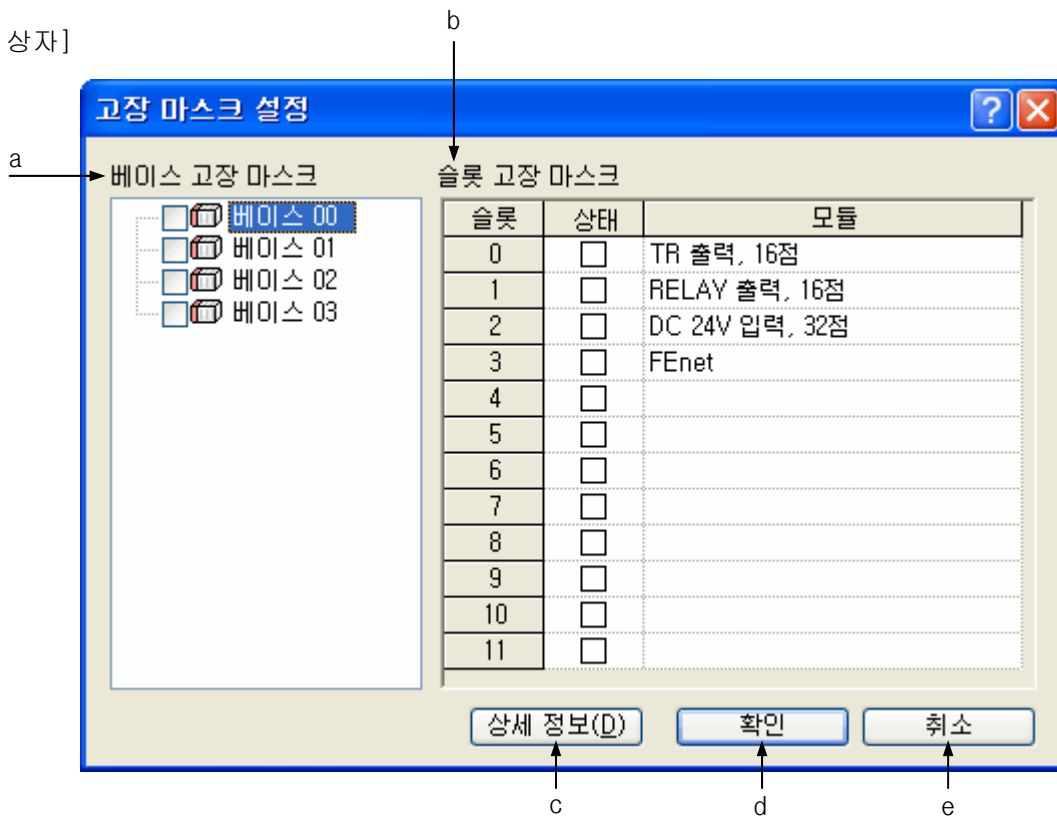 b
상자]
고장 마스크 설정
a
베이스 고장 마스크
슬롯 고장 마스크
베이스 00
베이스 01
베이스 02
베이스 03
슬롯 상태 모듈
0 TR 출력, 16점
1 RELAY 출력, 16점
2 DC 24V 입력, 32점
3 FEnet
4
5
6
7
8
9
10
11
상세 정보(D) 확인 취소
c d e